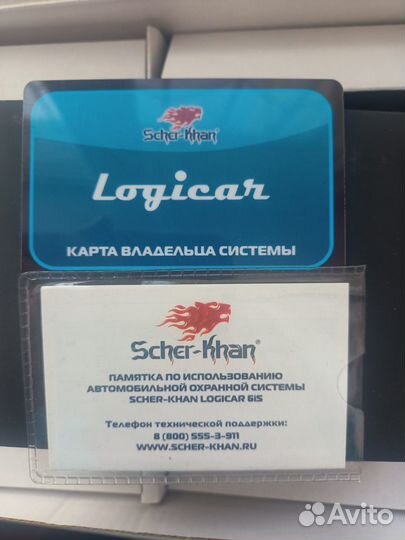 Scher-Khan®
Logicar
КАРТА ВЛАДЕЛЬЦА СИСТЕМЫ
Scher-Khan®
ПАМЯТКА ПО ИСПОЛЬЗОВАНИЮ
АВТОМОБИЛЬНОЙ ОХРАННОЙ СИСТЕМЫ
SCHER-KHAN LOGICAR 6iS
Телефон технической поддержки:
8 (800) 555-3-911
WWW.SCHER-KHAN.RU
Avito